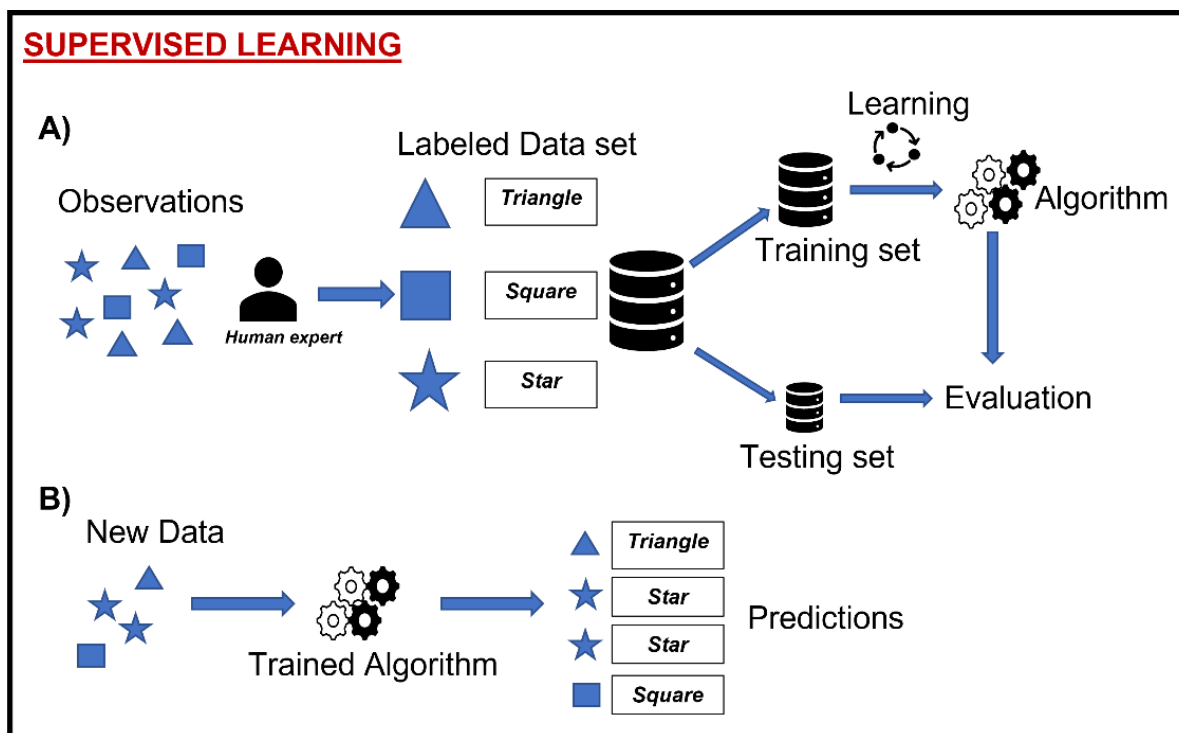 SUPERVISED LEARNING
A)
Observations
Human expert
Labeled Data set
Triangle
Square
Star
Training set
Learning
Algorithm
Testing set
Evaluation
B)
New Data
Trained Algorithm
Triangle
Star
Star
Square
Predictions